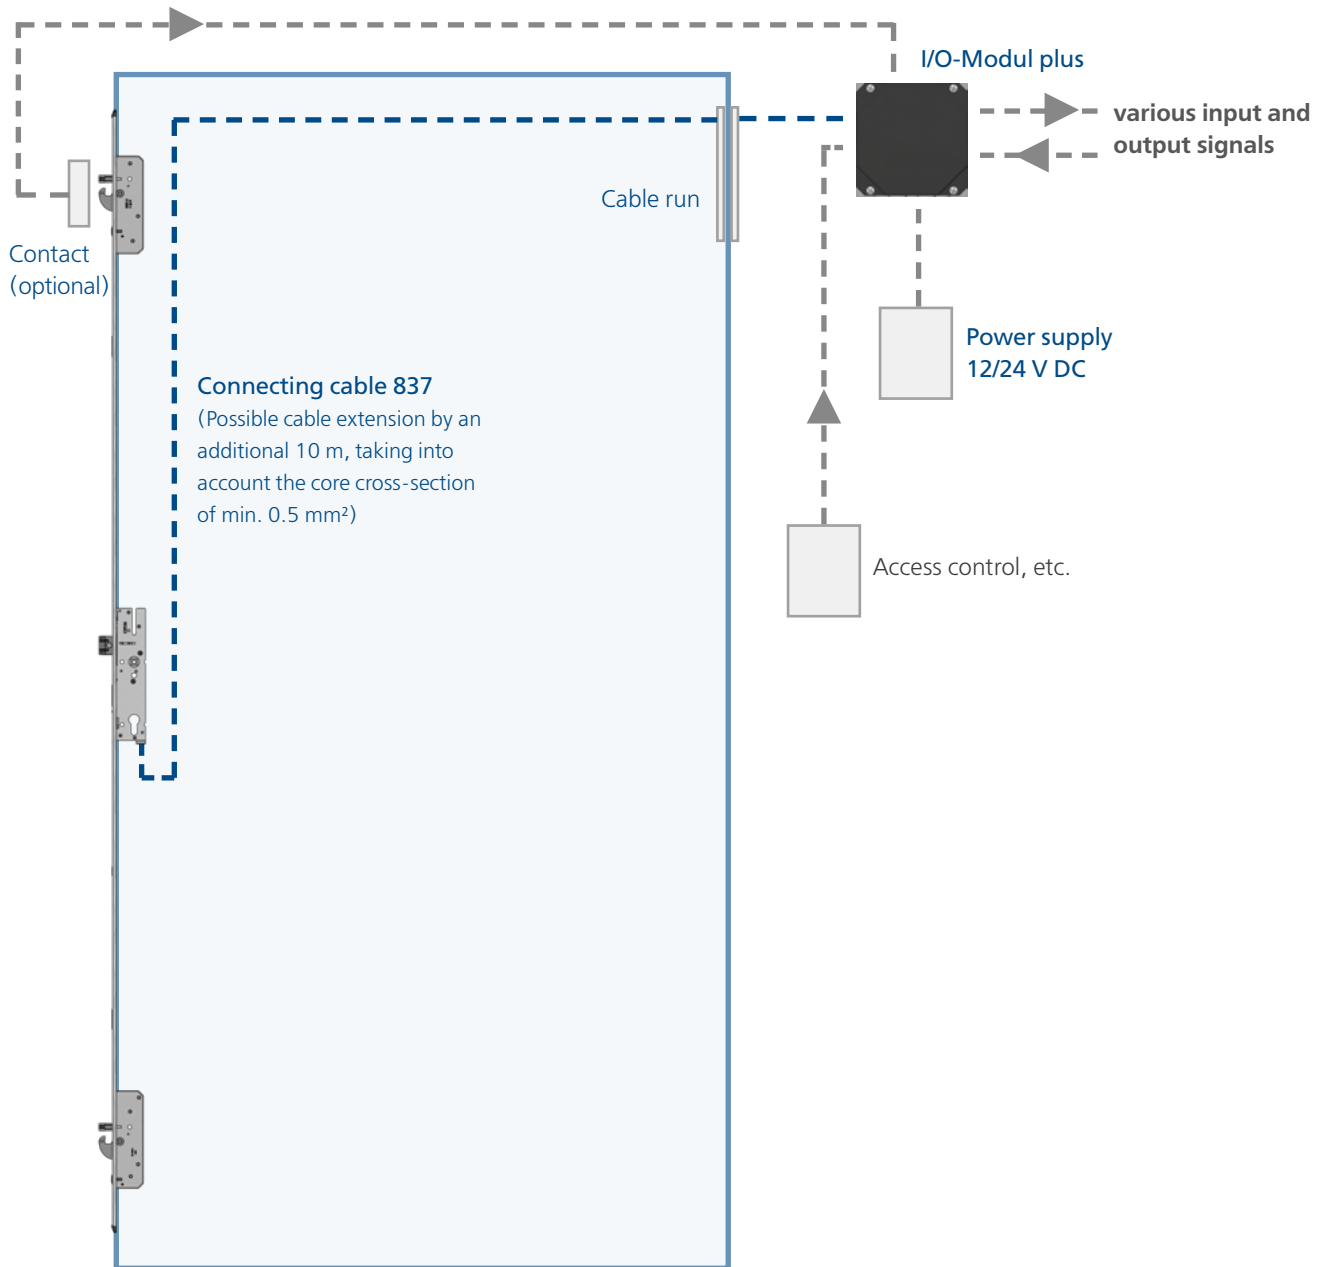 I/O-Modul plus
various input and
output signals
Cable run
Contact
(optional)
Power supply
12/24 V DC
Connecting cable 837
(Possible cable extension by an
additional 10 m, taking into
account the core cross-section
of min. 0.5 mm²)
Access control, etc.